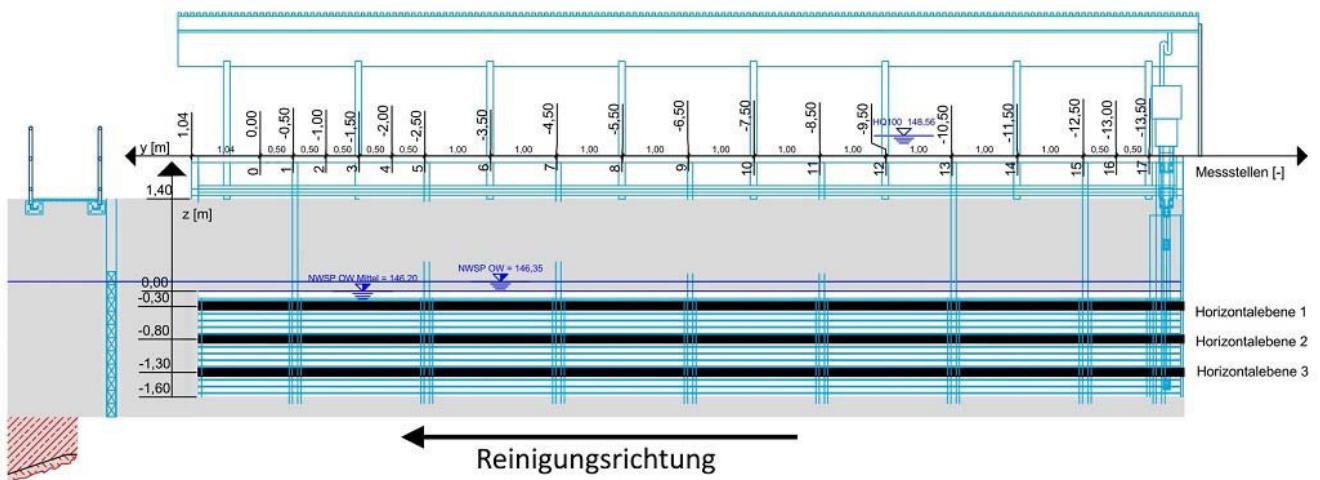 1,04
0,00
-0,50
-1,00
-1,50
-2,00
-2,50
-3,50
-4,50
-5,50
-6,50
-7,50
-8,50
-9,50
-10,50
-11,50
-12,50
-13,00
-13,50
HQ100 148,56
y [m]
1,04 0,50 0,50 0,50 0,50 0,50 1,00 1,00 1,00 1,00 1,00 1,00 1,00 1,00 1,00 1,00 0,50 0,50
0 1 2 3 4 5 6 7 8 9 10 11 12 13 14 15 16 17
Messstellen [-]
1,40
z [m]
NWSP OW Mittel = 146,20
NWSP OW = 146,35
0,00
-0,30
Horizontalebene 1
-0,80
Horizontalebene 2
-1,30
Horizontalebene 3
-1,60
Reinigungsrichtung